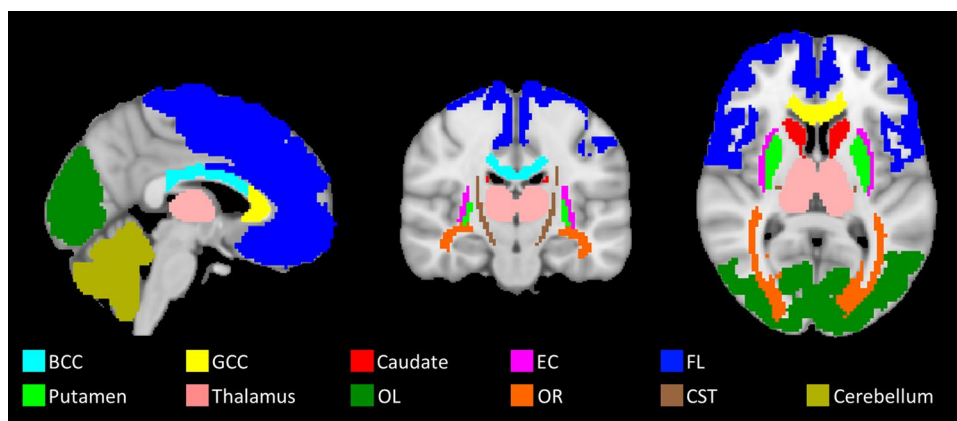 BCC GCC Caudate EC FL
Putamen Thalamus OL OR CST Cerebellum